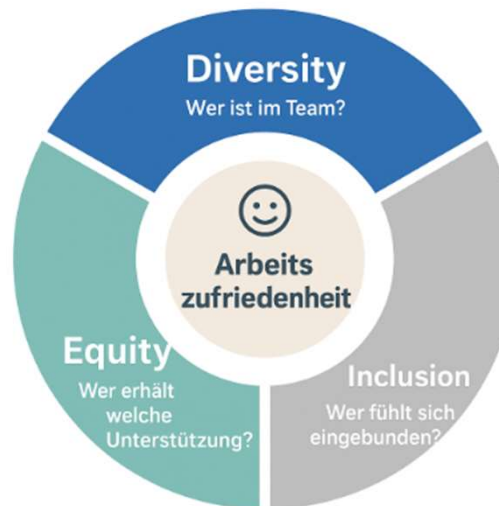 Diversity
Wer ist im Team?
Arbeits
zufriedenheit
Equity
Wer erhält
welche
Unterstützung?
Inclusion
Wer fühlt sich
eingebunden?